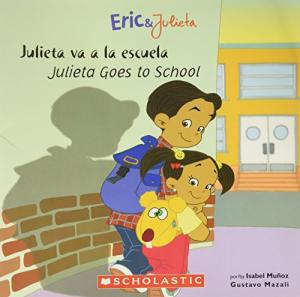 Eric & Julieta
Julieta va a la escuela
Julieta Goes to School
por/by Isabel Muñoz
Gustavo Mazali
SCHOLASTIC